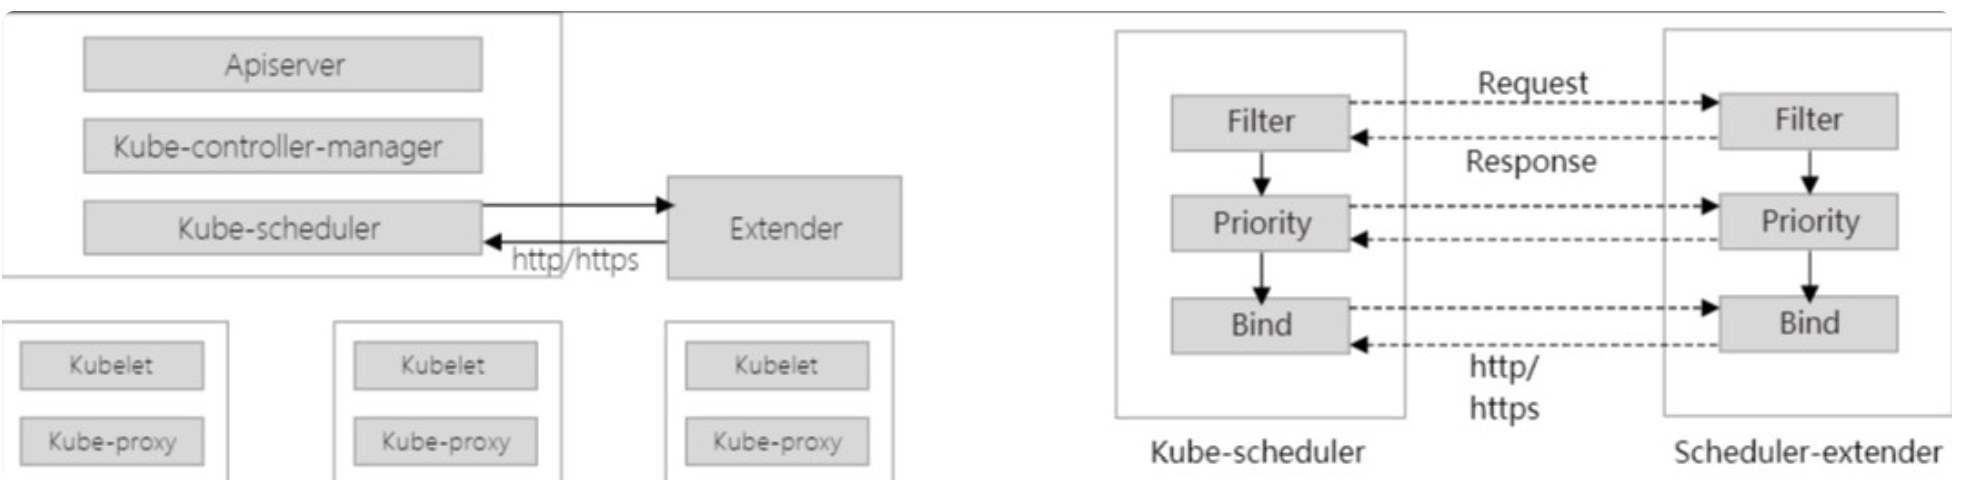 Apiserver
Kube-controller-manager
Kube-scheduler
Extender
http/https
Kubelet
Kube-proxy
Kubelet
Kube-proxy
Kubelet
Kube-proxy
Request
Filter
Filter
Response
Priority
Priority
Bind
Bind
http/
https
Kube-scheduler
Scheduler-extender